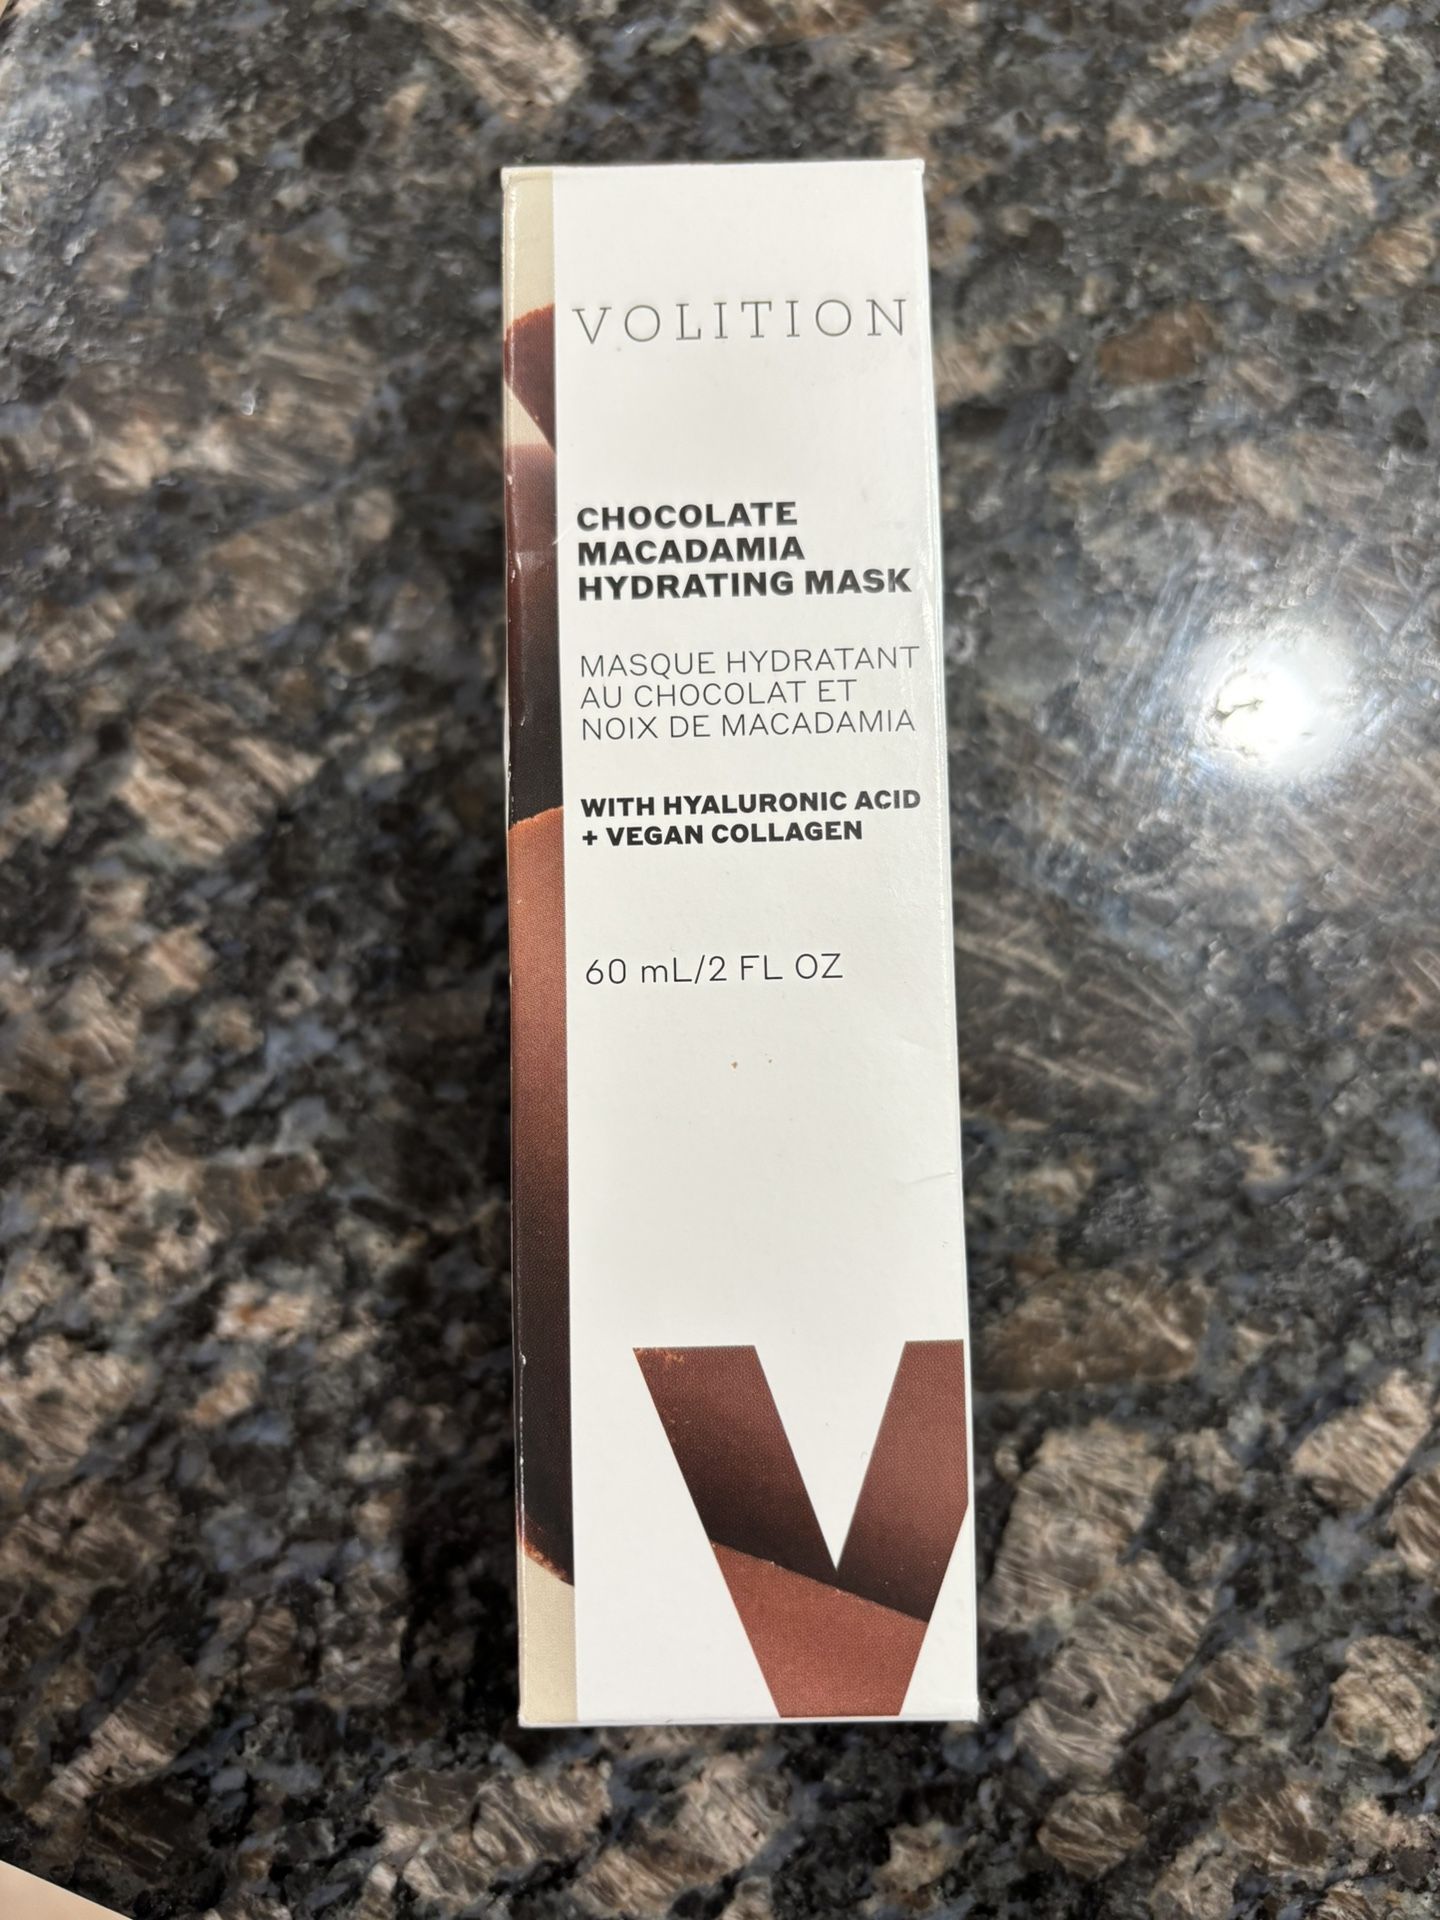 VOLITION
CHOCOLATE
MACADAMIA
HYDRATING MASK
MASQUE HYDRATANT
AU CHOCOLAT ET
NOIX DE MACADAMIA
WITH HYALURONIC ACID
+ VEGAN COLLAGEN
60 mL/2 FL OZ
V